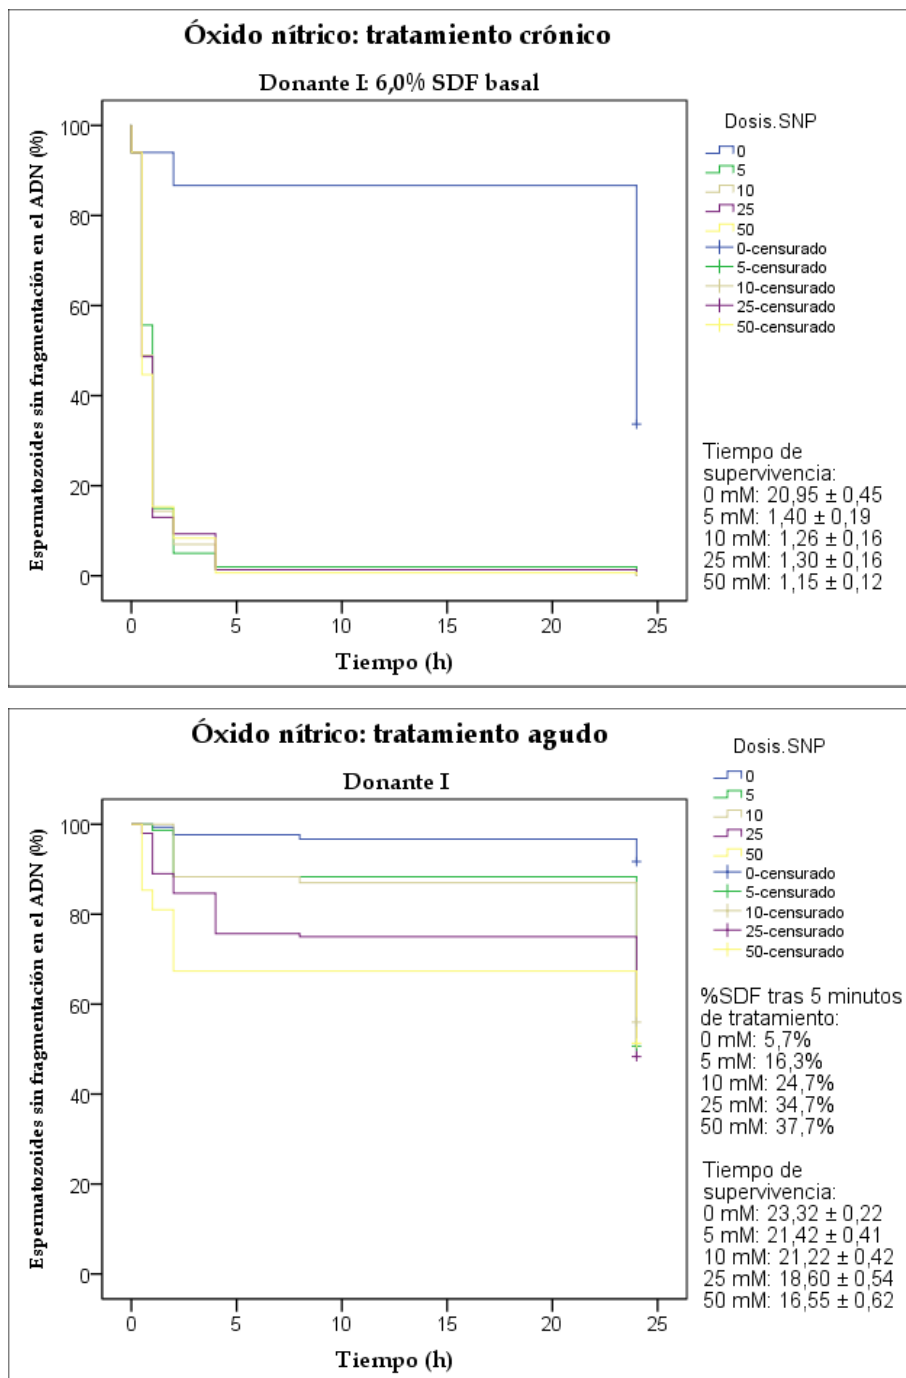 Óxido nítrico: tratamiento crónico
Donante I: 6,0% SDF basal
Espermatozoides sin fragmentación en el ADN (%)
100
80
60
40
20
0
0
5
10
15
20
25
Tiempo (h)
Dosis.SNP
0
5
10
25
50
0-censurado
5-censurado
10-censurado
25-censurado
50-censurado
Tiempo de
supervivencia:
0 mM: 20,95 ± 0,45
5 mM: 1,40 ± 0,19
10 mM: 1,26 ± 0,16
25 mM: 1,30 ± 0,16
50 mM: 1,15 ± 0,12
Óxido nítrico: tratamiento agudo
Donante I
Espermatozoides sin fragmentación en el ADN (%)
100
80
60
40
20
0
0
5
10
15
20
25
Tiempo (h)
Dosis.SNP
0
5
10
25
50
0-censurado
5-censurado
10-censurado
25-censurado
50-censurado
%SDF tras 5 minutos
de tratamiento:
0 mM: 5,7%
5 mM: 16,3%
10 mM: 24,7%
25 mM: 34,7%
50 mM: 37,7%
Tiempo de
supervivencia:
0 mM: 23,32 ± 0,22
5 mM: 21,42 ± 0,41
10 mM: 21,22 ± 0,42
25 mM: 18,60 ± 0,54
50 mM: 16,55 ± 0,62